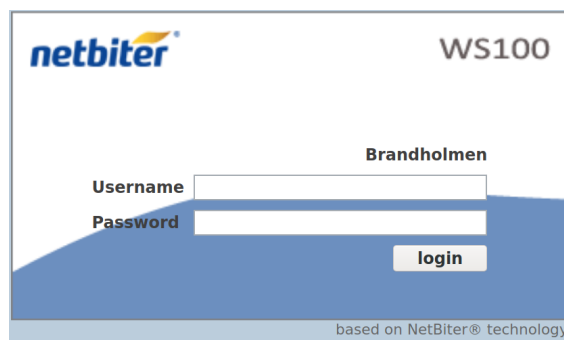 netbiter®
WS100
Brandholmen
Username
Password
login
based on NetBiter® technology